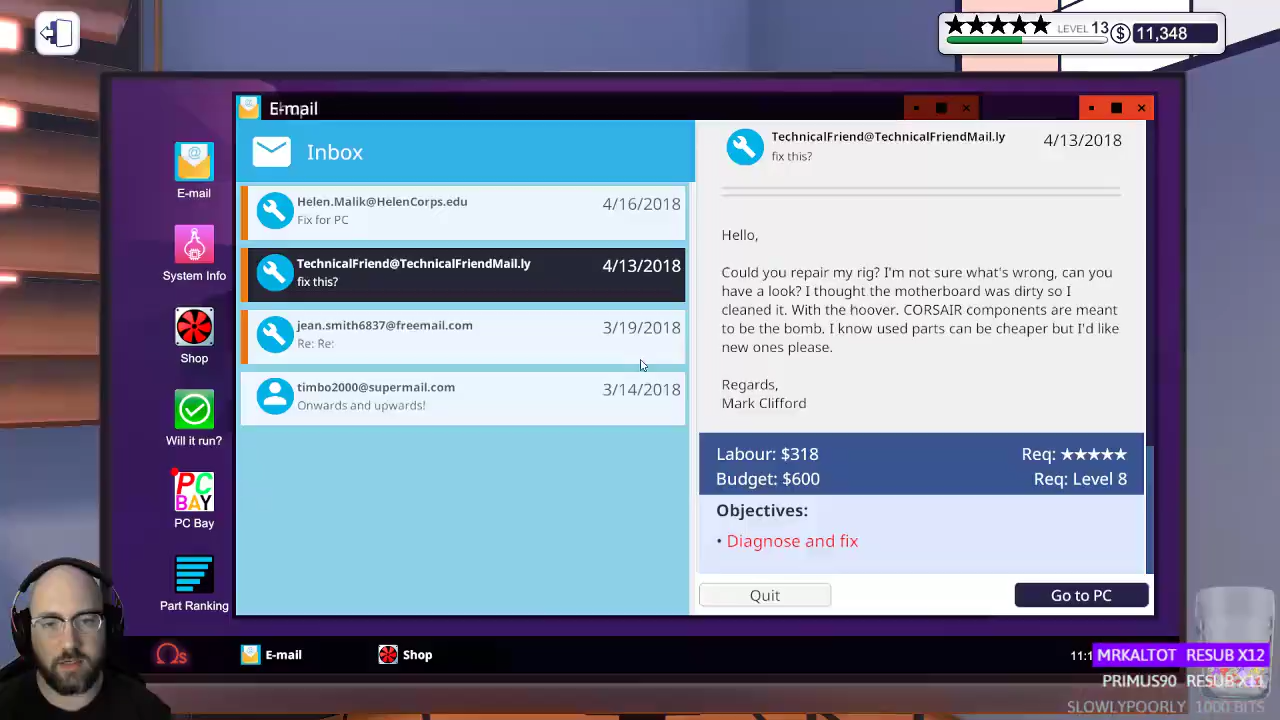 LEVEL 13
$ 11,348
E-mail
Inbox
Helen.Malik@HelenCorps.edu
4/16/2018
Fix for PC
TechnicalFriend@TechnicalFriendMail.ly
4/13/2018
fix this?
jean.smith6837@freemail.com
3/19/2018
Re: Re:
timbo2000@supermail.com
3/14/2018
Onwards and upwards!
TechnicalFriend@TechnicalFriendMail.ly
4/13/2018
fix this?
Hello,
Could you repair my rig? I'm not sure what's wrong, can you
have a look? I thought the motherboard was dirty so I
cleaned it. With the hoover. CORSAIR components are meant
to be the bomb. I know used parts can be cheaper but I'd like
new ones please.
Regards,
Mark Clifford
Labour: $318
Req: ★★★★★
Budget: $600
Req: Level 8
Objectives:
• Diagnose and fix
Quit
Go to PC
E-mail
System Info
Shop
Will it run?
PC
BAY
PC Bay
Part Ranking
Ωs
E-mail
Shop
11:1
MRKALTOT RESUB X12
PRIMUS90 RESUB X11
SLOWLYPOORLY 1000 BITS